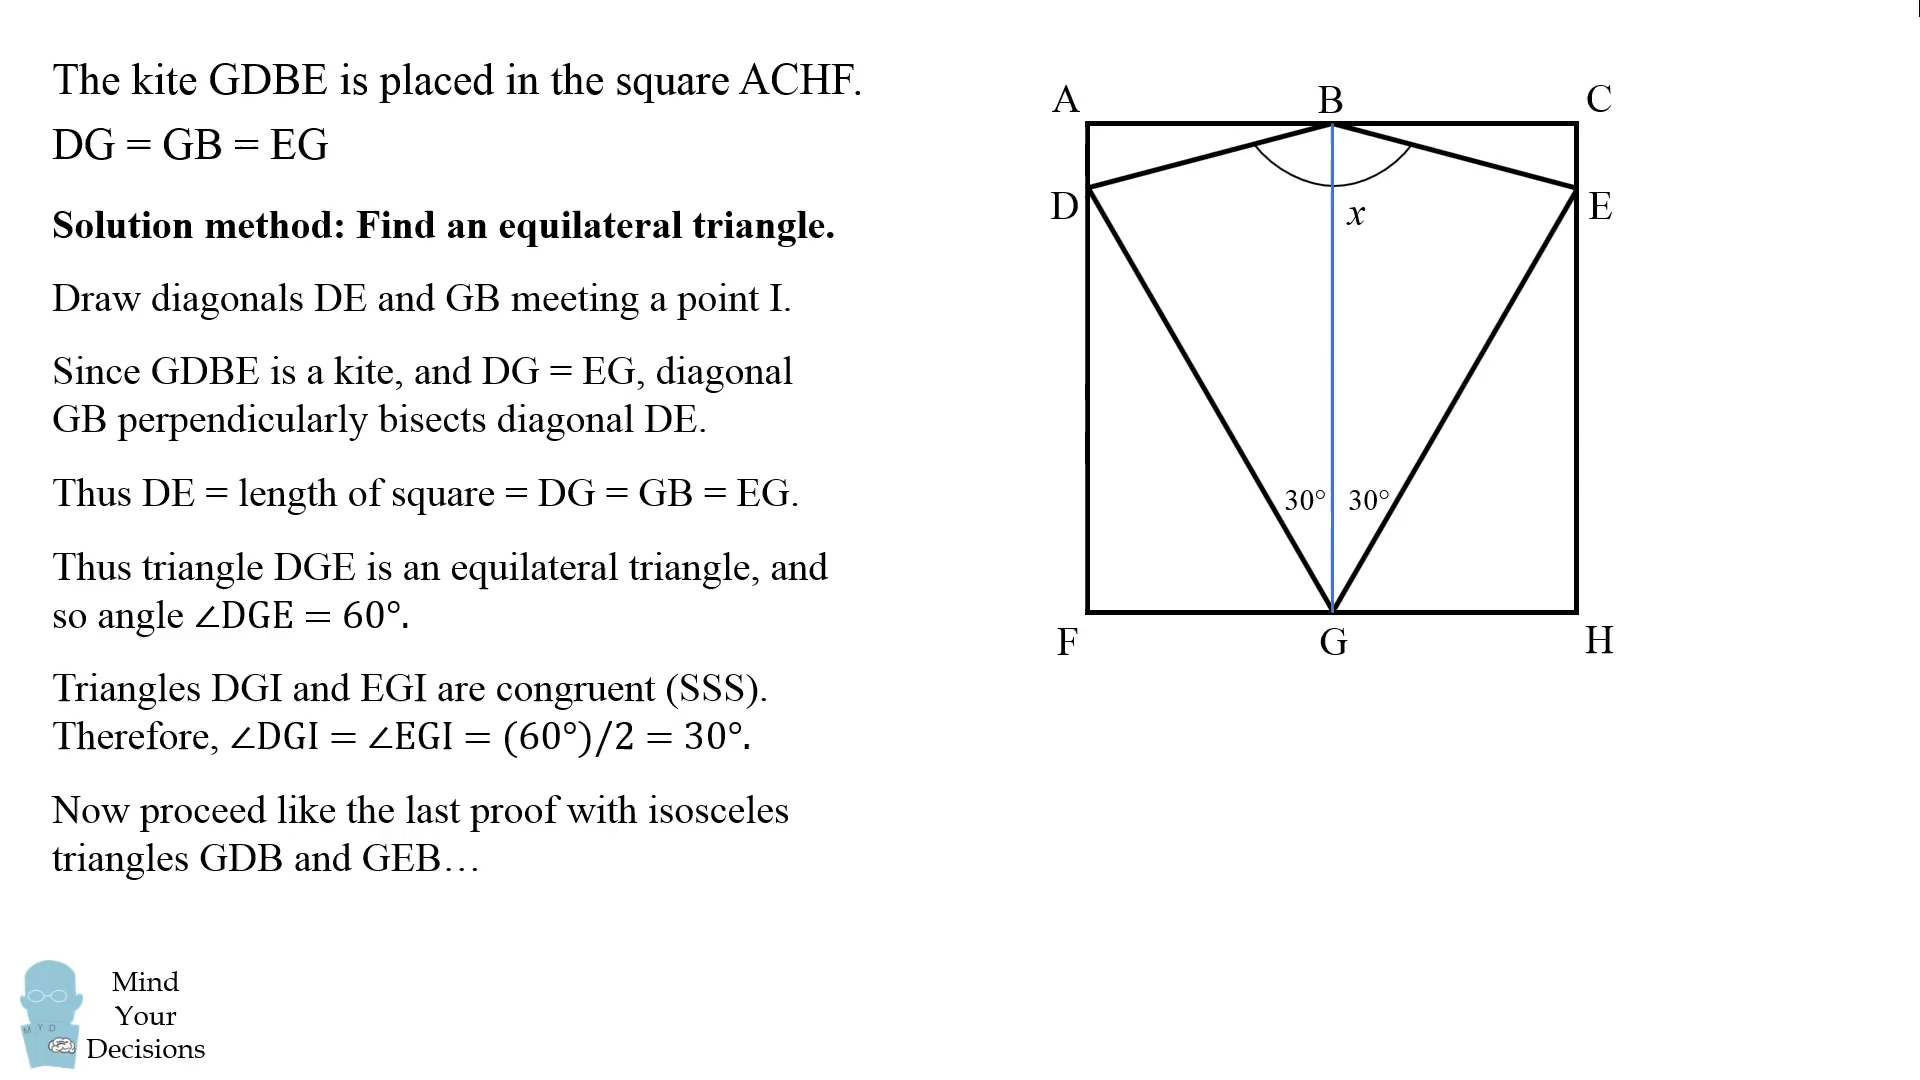 The kite GDBE is placed in the square ACHF.
DG = GB = EG
Solution method: Find an equilateral triangle.
Draw diagonals DE and GB meeting a point I.
Since GDBE is a kite, and DG = EG, diagonal
GB perpendicularly bisects diagonal DE.
Thus DE = length of square = DG = GB = EG.
Thus triangle DGE is an equilateral triangle, and
so angle ∠DGE = 60°.
Triangles DGI and EGI are congruent (SSS).
Therefore, ∠DGI = ∠EGI = (60°)/2 = 30°.
Now proceed like the last proof with isosceles
triangles GDB and GEB…
A B C
D x E
30° 30°
F G H
M Y D
Mind
Your
Decisions